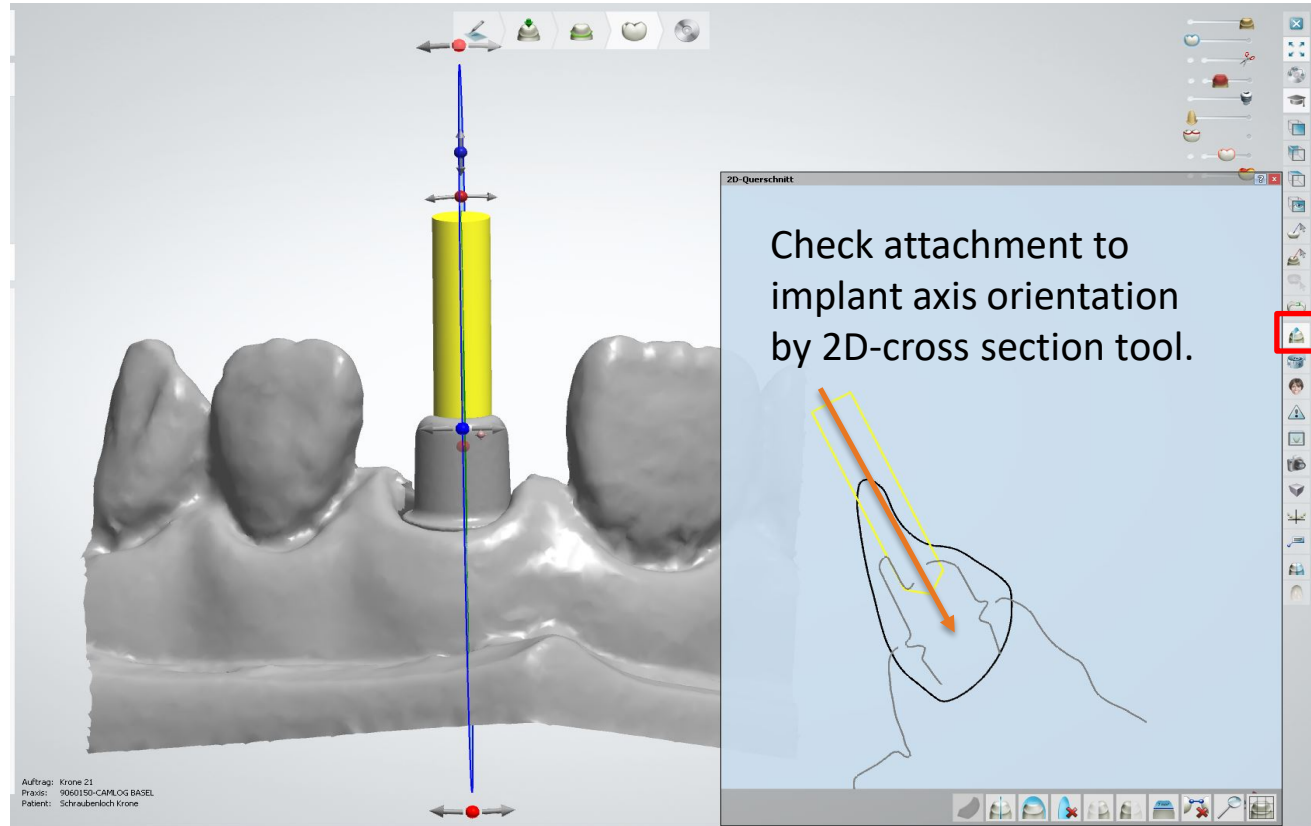 2D-Querschnitt
Check attachment to
implant axis orientation
by 2D-cross section tool.
Auftrag: Krone 21
Praxis: 9060150-CAMLOG BASEL
Patient: Schraubenloch Krone